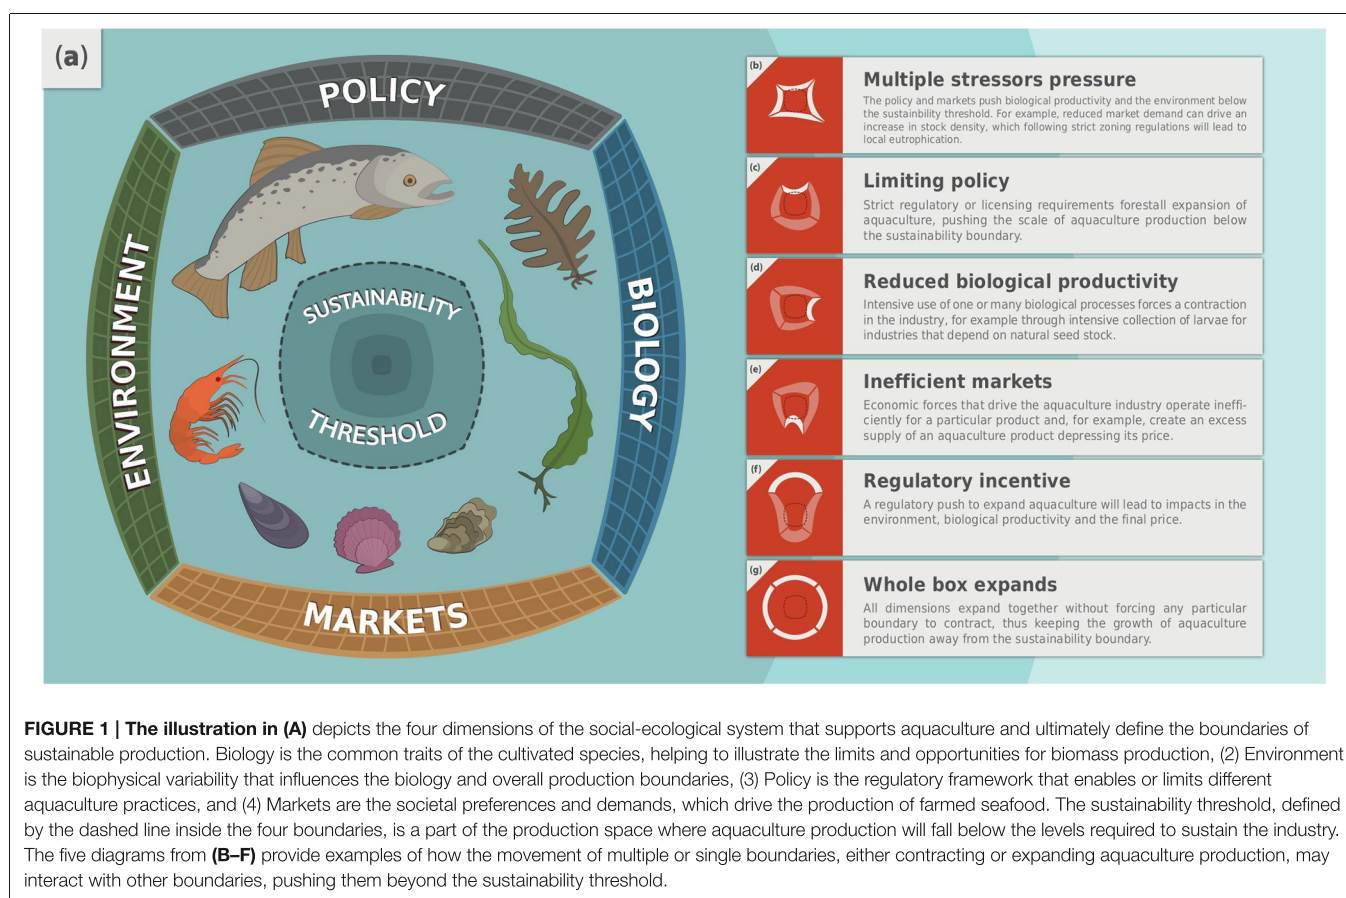 (a)
POLICY
ENVIRONMENT
BIOLOGY
SUSTAINABILITY
THRESHOLD
MARKETS
(b)
Multiple stressors pressure
The policy and markets push biological productivity and the environment below
the sustainbility threshold. For example, reduced market demand can drive an
increase in stock density, which following strict zoning regulations will lead to
local eutrophication.
(c)
Limiting policy
Strict regulatory or licensing requirements forestall expansion of
aquaculture, pushing the scale of aquaculture production below
the sustainability boundary.
(d)
Reduced biological productivity
Intensive use of one or many biological processes forces a contraction
in the industry, for example through intensive collection of larvae for
industries that depend on natural seed stock.
(e)
Inefficient markets
Economic forces that drive the aquaculture industry operate ineffi-
ciently for a particular product and, for example, create an excess
supply of an aquaculture product depressing its price.
(f)
Regulatory incentive
A regulatory push to expand aquaculture will lead to impacts in the
environment, biological productivity and the final price.
(g)
Whole box expands
All dimensions expand together without forcing any particular
boundary to contract, thus keeping the growth of aquaculture
production away from the sustainability boundary.
FIGURE 1 | The illustration in (A) depicts the four dimensions of the social-ecological system that supports aquaculture and ultimately define the boundaries of
sustainable production. Biology is the common traits of the cultivated species, helping to illustrate the limits and opportunities for biomass production, (2) Environment
is the biophysical variability that influences the biology and overall production boundaries, (3) Policy is the regulatory framework that enables or limits different
aquaculture practices, and (4) Markets are the societal preferences and demands, which drive the production of farmed seafood. The sustainability threshold, defined
by the dashed line inside the four boundaries, is a part of the production space where aquaculture production will fall below the levels required to sustain the industry.
The five diagrams from (B–F) provide examples of how the movement of multiple or single boundaries, either contracting or expanding aquaculture production, may
interact with other boundaries, pushing them beyond the sustainability threshold.